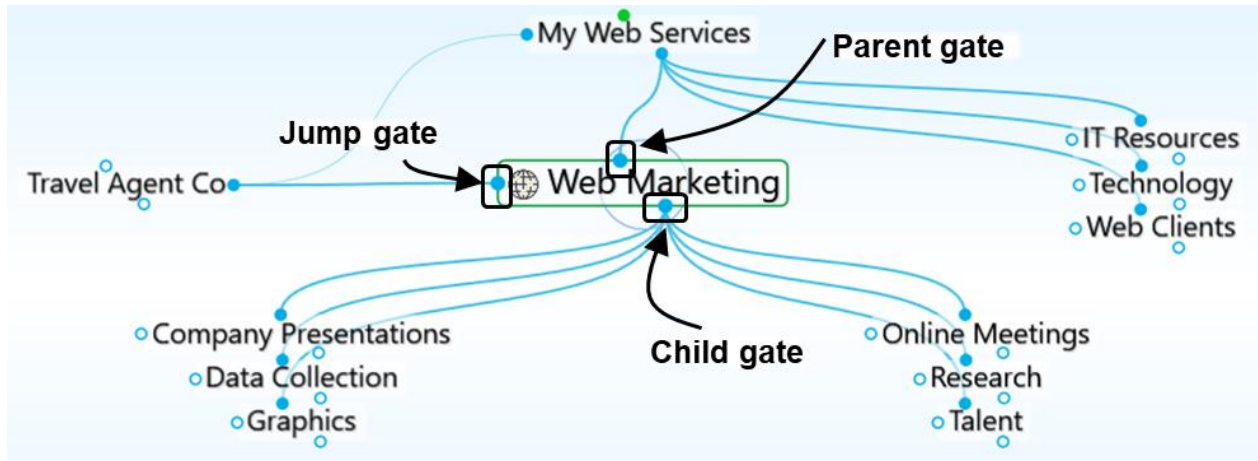 My Web Services
Parent gate
Jump gate
IT Resources
Travel Agent Co
Web Marketing
Technology
Web Clients
Company Presentations
Online Meetings
Child gate
Data Collection
Research
Graphics
Talent